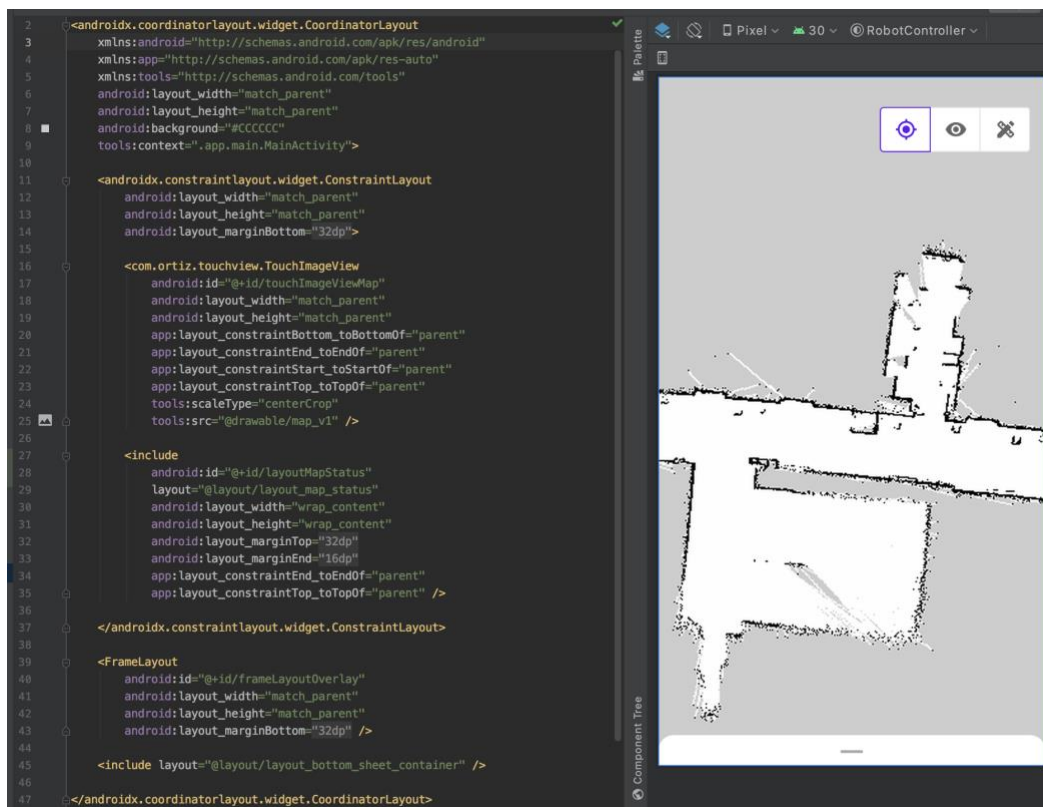 Palette
Pixel
30
RobotController
2 <androidx.coordinatorlayout.widget.CoordinatorLayout
3 xmlns:android="http://schemas.android.com/apk/res/android"
4 xmlns:app="http://schemas.android.com/apk/res-auto"
5 xmlns:tools="http://schemas.android.com/tools"
6 android:layout_width="match_parent"
7 android:layout_height="match_parent"
8 android:background="#CCCCCC"
9 tools:context=".app.main.MainActivity">
10
11 <androidx.constraintlayout.widget.ConstraintLayout
12 android:layout_width="match_parent"
13 android:layout_height="match_parent"
14 android:layout_marginBottom="32dp">
15
16 <com.ortiz.touchview.TouchImageView
17 android:id="@+id/touchImageViewMap"
18 android:layout_width="match_parent"
19 android:layout_height="match_parent"
20 app:layout_constraintBottom_toBottomOf="parent"
21 app:layout_constraintEnd_toEndOf="parent"
22 app:layout_constraintStart_toStartOf="parent"
23 app:layout_constraintTop_toTopOf="parent"
24 tools:scaleType="centerCrop"
25 tools:src="@drawable/map_v1" />
26
27 <include
28 android:id="@+id/layoutMapStatus"
29 layout="@layout/layout_map_status"
30 android:layout_width="wrap_content"
31 android:layout_height="wrap_content"
32 android:layout_marginTop="32dp"
33 android:layout_marginEnd="16dp"
34 app:layout_constraintEnd_toEndOf="parent"
35 app:layout_constraintTop_toTopOf="parent" />
36
37 </androidx.constraintlayout.widget.ConstraintLayout>
38
39 <FrameLayout
40 android:id="@+id/frameLayoutOverlay"
41 android:layout_width="match_parent"
42 android:layout_height="match_parent"
43 android:layout_marginBottom="32dp" />
44
45 <include layout="@layout/layout_bottom_sheet_container" />
46
47 </androidx.coordinatorlayout.widget.CoordinatorLayout>
Component Tree